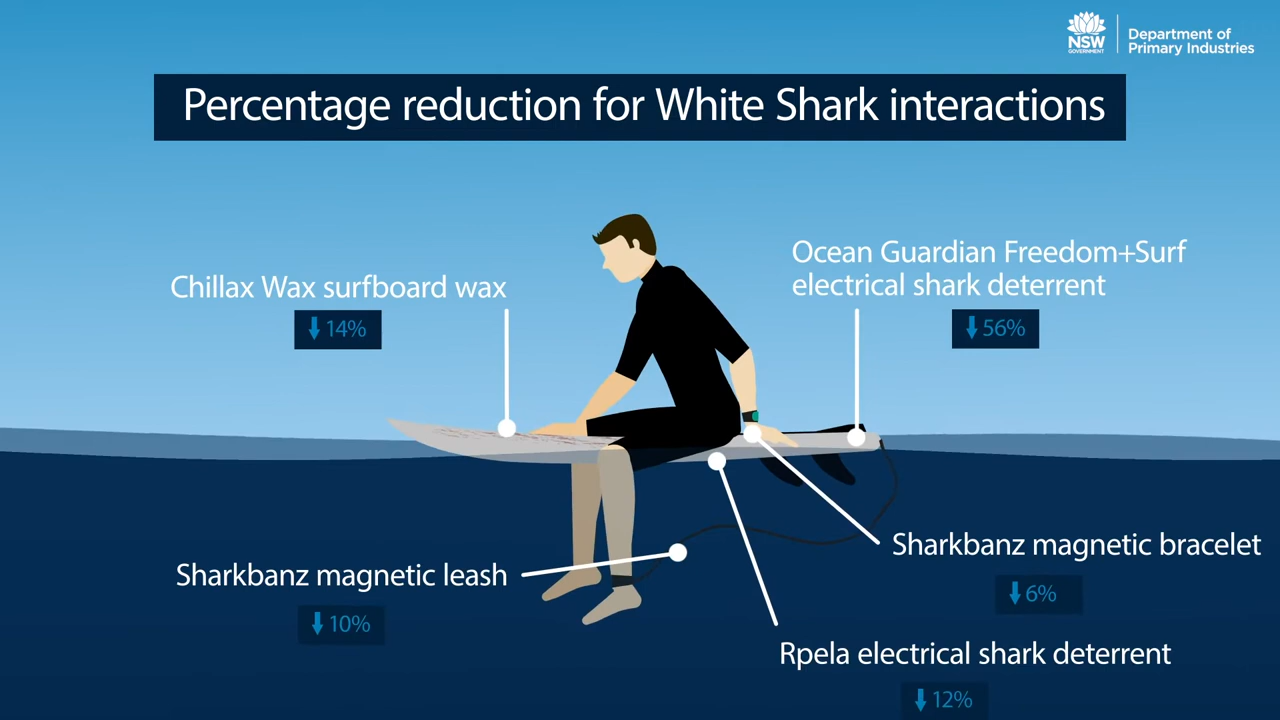 NSW
GOVERNMENT
Department of
Primary Industries
Percentage reduction for White Shark interactions
Chillax Wax surfboard wax
14%
Ocean Guardian Freedom+Surf
electrical shark deterrent
56%
Sharkbanz magnetic leash
10%
Sharkbanz magnetic bracelet
6%
Rpela electrical shark deterrent
12%